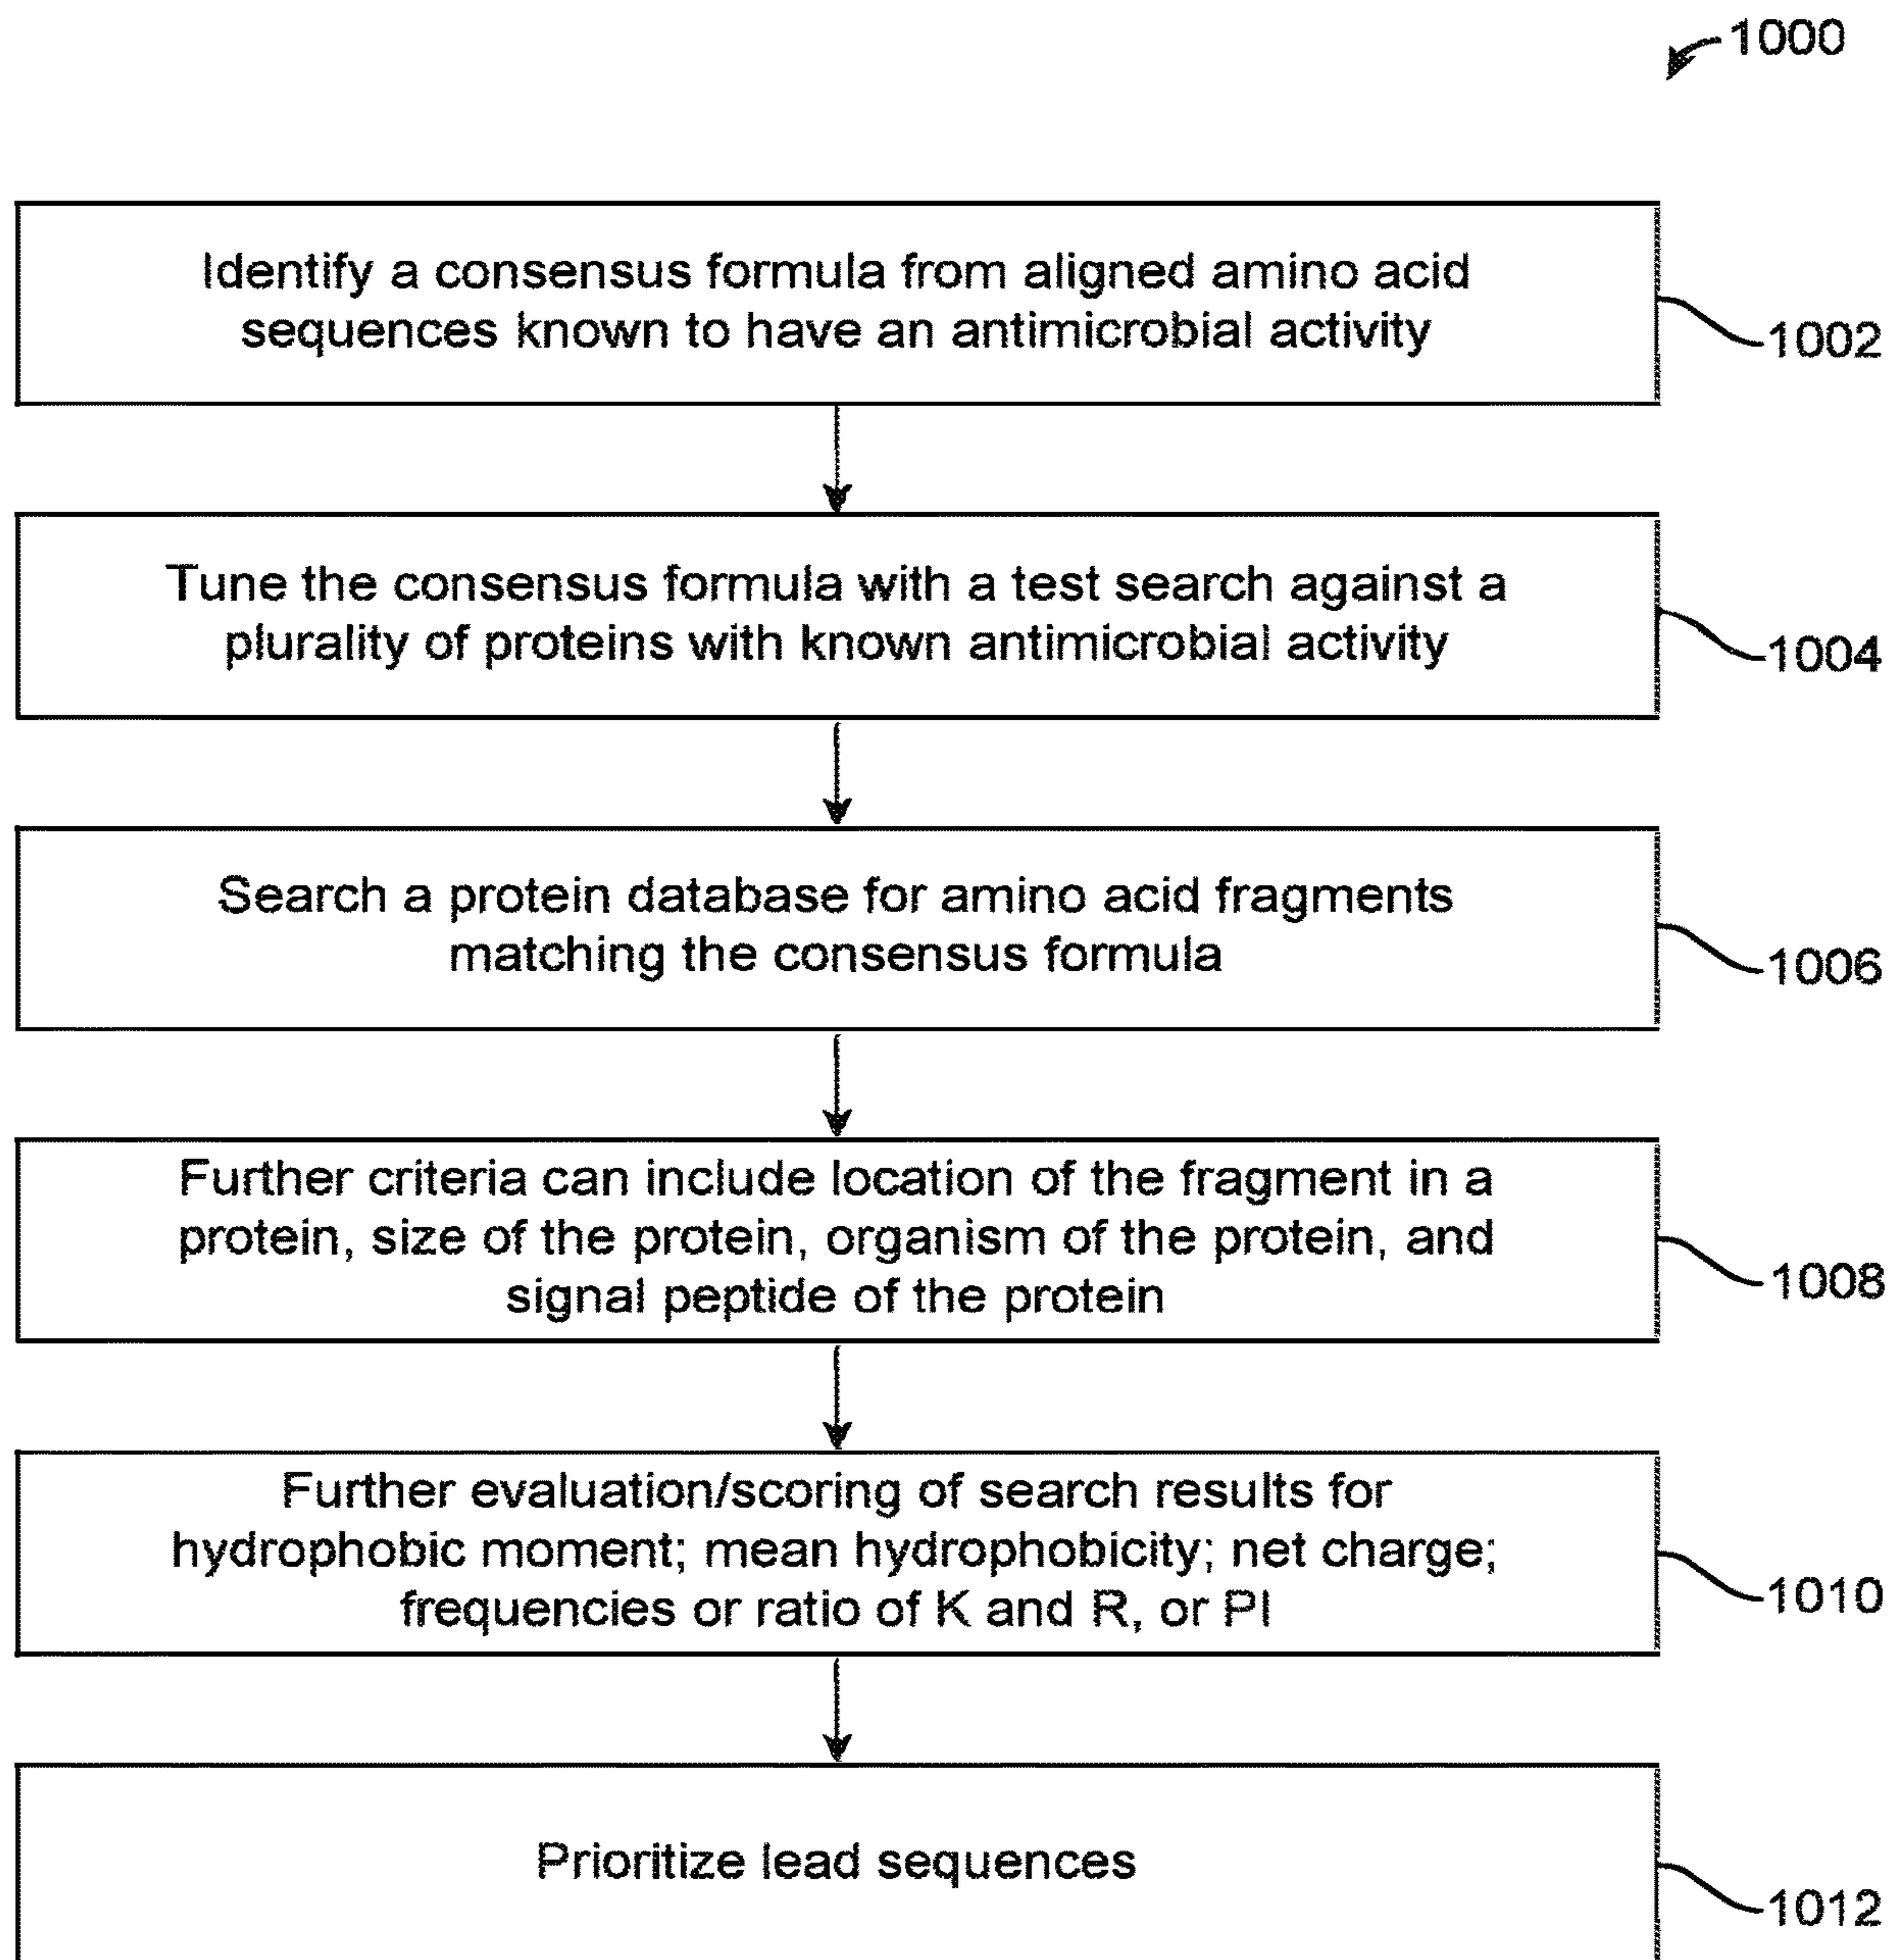 1000
Identify a consensus formula from aligned amino acid
sequences known to have an antimicrobial activity
1002
Tune the consensus formula with a test search against a
plurality of proteins with known antimicrobial activity
1004
Search a protein database for amino acid fragments
matching the consensus formula
1006
Further criteria can include location of the fragment in a
protein, size of the protein, organism of the protein, and
signal peptide of the protein
1008
Further evaluation/scoring of search results for
hydrophobic moment; mean hydrophobicity; net charge;
frequencies or ratio of K and R, or PI
1010
Prioritize lead sequences
1012